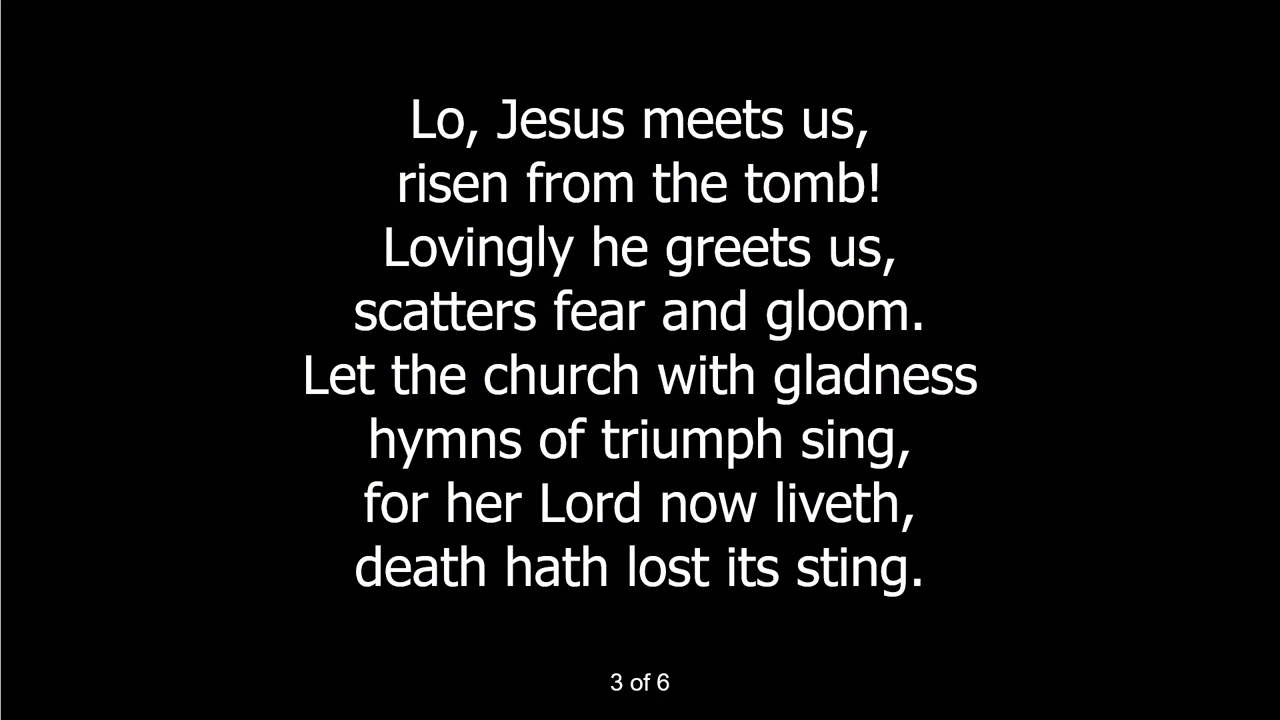 Lo, Jesus meets us,
risen from the tomb!
Lovingly he greets us,
scatters fear and gloom.
Let the church with gladness
hymns of triumph sing,
for her Lord now liveth,
death hath lost its sting.
3 of 6